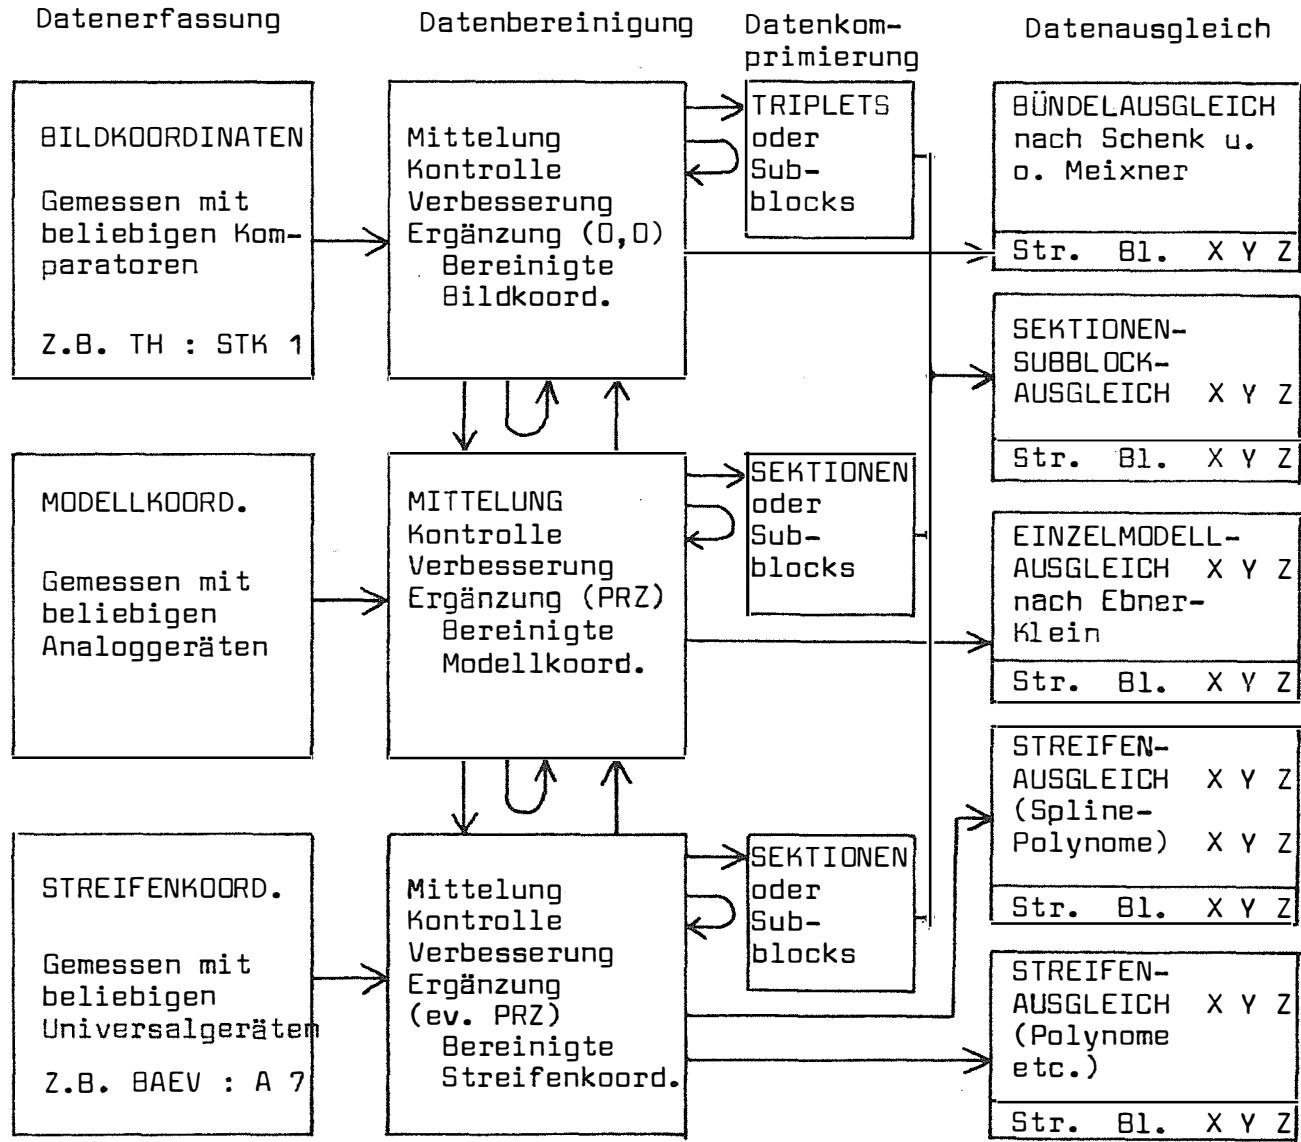 Datenerfassung
Datenbereinigung
Datenkom-
primierung
Datenausgleich
BILDKOORDINATEN
Gemessen mit
beliebigen Kom-
paratoren
Z.B. TH : STK 1
Mittelung
Kontrolle
Verbesserung
Ergänzung (0,0)
Bereinigte
Bildkoord.
TRIPLETS
oder
Sub-
blocks
BÜNDELAUSGLEICH
nach Schenk u.
o. Meixner
Str. Bl. X Y Z
SEKTIONEN-
SUBBLOCK-
AUSGLEICH X Y Z
Str. Bl. X Y Z
MODELLKOORD.
Gemessen mit
beliebigen
Analoggeräten
MITTELUNG
Kontrolle
Verbesserung
Ergänzung (PRZ)
Bereinigte
Modellkoord.
SEKTIONEN
oder
Sub-
blocks
EINZELMODELL-
AUSGLEICH X Y Z
nach Ebner-
Klein
Str. Bl. X Y Z
STREIFEN-
AUSGLEICH X Y Z
(Spline-
Polynome) X Y Z
Str. Bl. X Y Z
STREIFENKOORD.
Gemessen mit
beliebigen
Universalgeräten
Z.B. BAEV : A 7
Mittelung
Kontrolle
Verbesserung
Ergänzung
(ev. PRZ)
Bereinigte
Streifenkoord.
SEKTIONEN
oder
Sub-
blocks
STREIFEN-
AUSGLEICH X Y Z
(Polynome
etc.)
Str. Bl. X Y Z